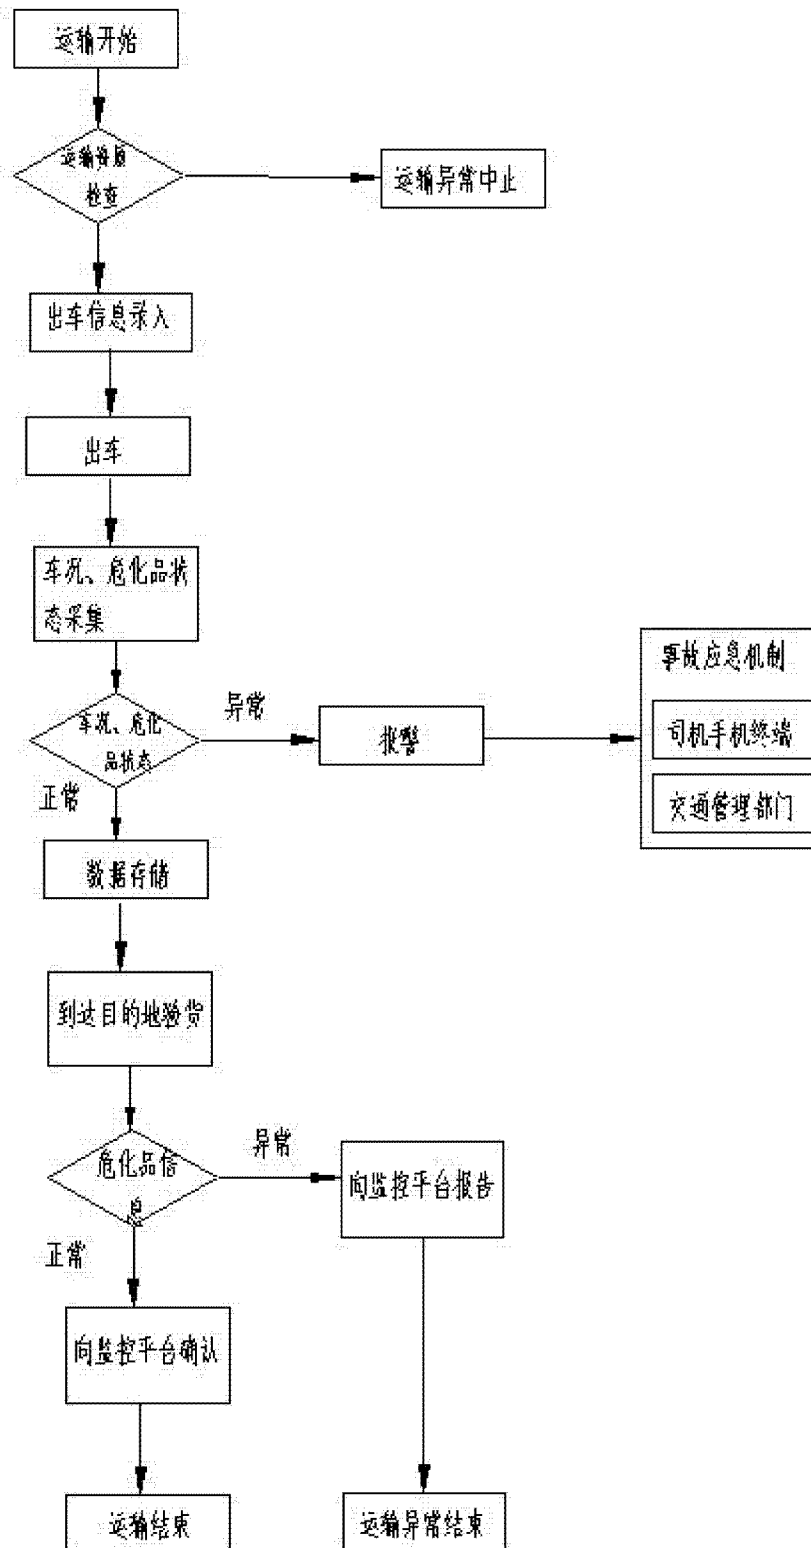 运输开始
运输资质
检查
运输异常中止
出车信息录入
出车
车况、危化品状
态采集
车况、危化
品状态
异常
正常
报警
事故应急机制
司机手机终端
交通管理部门
数据存储
到达目的地验货
危化品信
息
异常
正常
向监控平台报告
向监控平台确认
运输结束
运输异常结束